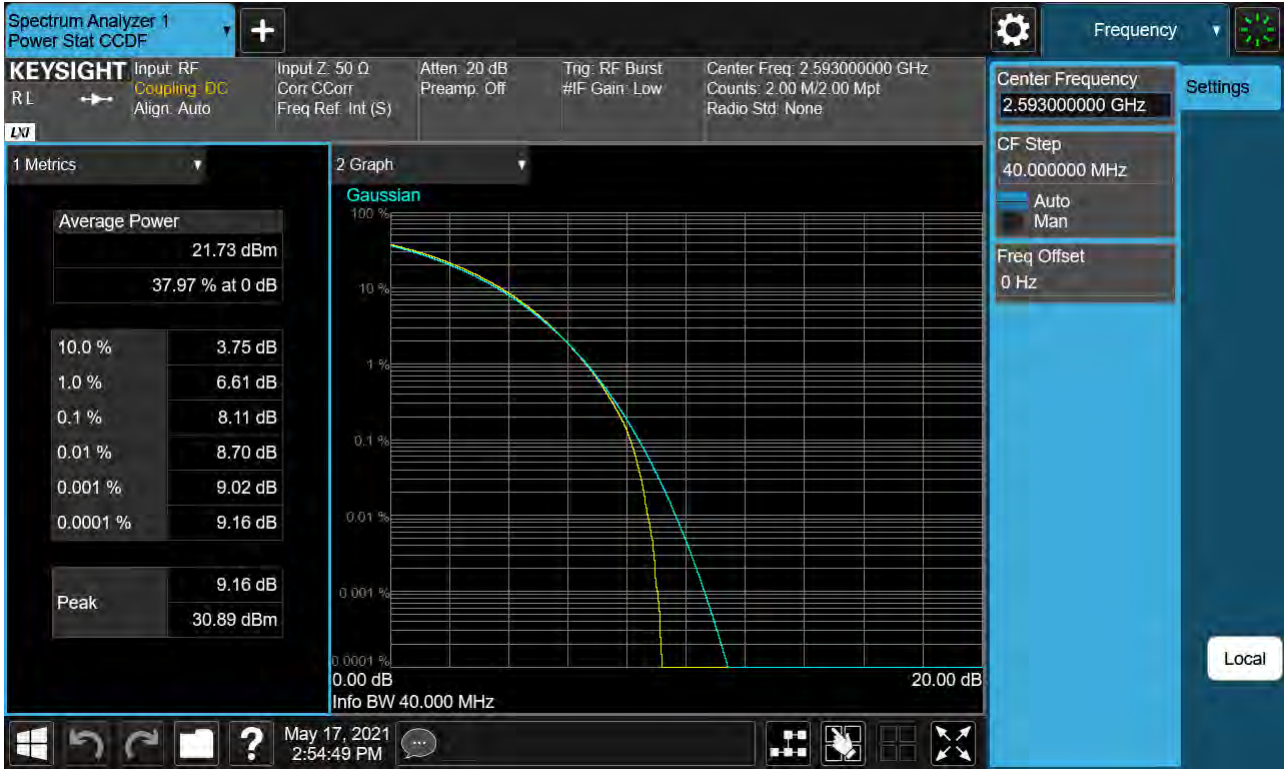 Spectrum Analyzer 1
Power Stat CCDF
+
Frequency
KEYSIGHT
R L
LXI
Input: RF
Coupling: DC
Align: Auto
Input Z: 50 Ω
Corr CCorr
Freq Ref: Int (S)
Atten: 20 dB
Preamp: Off
Trig: RF Burst
#IF Gain: Low
Center Freq: 2.593000000 GHz
Counts: 2.00 M/2.00 Mpt
Radio Std: None
1 Metrics
Average Power
21.73 dBm
37.97 % at 0 dB
10.0 % 3.75 dB
1.0 % 6.61 dB
0.1 % 8.11 dB
0.01 % 8.70 dB
0.001 % 9.02 dB
0.0001 % 9.16 dB
Peak
9.16 dB
30.89 dBm
2 Graph
Gaussian
100 %
10 %
1 %
0.1 %
0.01 %
0.001 %
0.0001 %
0.00 dB 20.00 dB
Info BW 40.000 MHz
Center Frequency
2.593000000 GHz
CF Step
40.000000 MHz
Auto
Man
Freq Offset
0 Hz
Settings
Local
?
May 17, 2021
2:54:49 PM